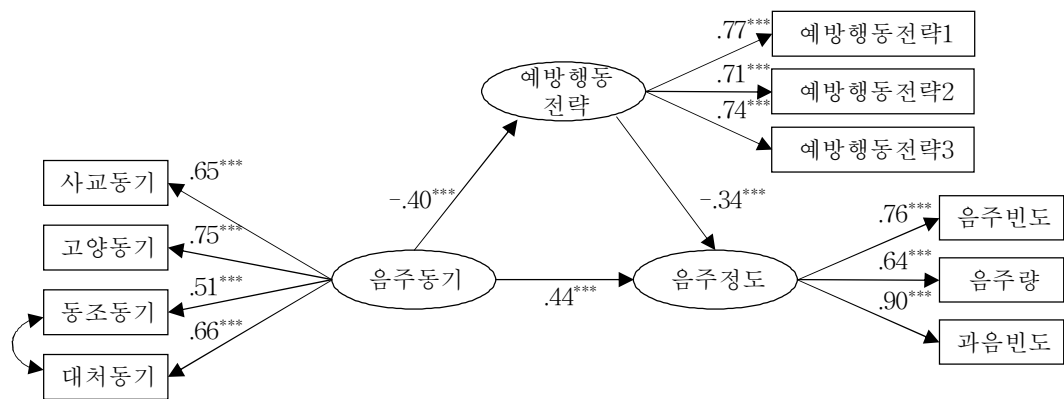 .77***
예방행동전략1
예방행동
전략
.71***
예방행동전략2
.74***
예방행동전략3
사교동기
.65***
-.40***
-.34***
고양동기
.75***
음주동기
.44***
음주정도
.76***
음주빈도
동조동기
.51***
.64***
음주량
대처동기
.66***
.90***
과음빈도